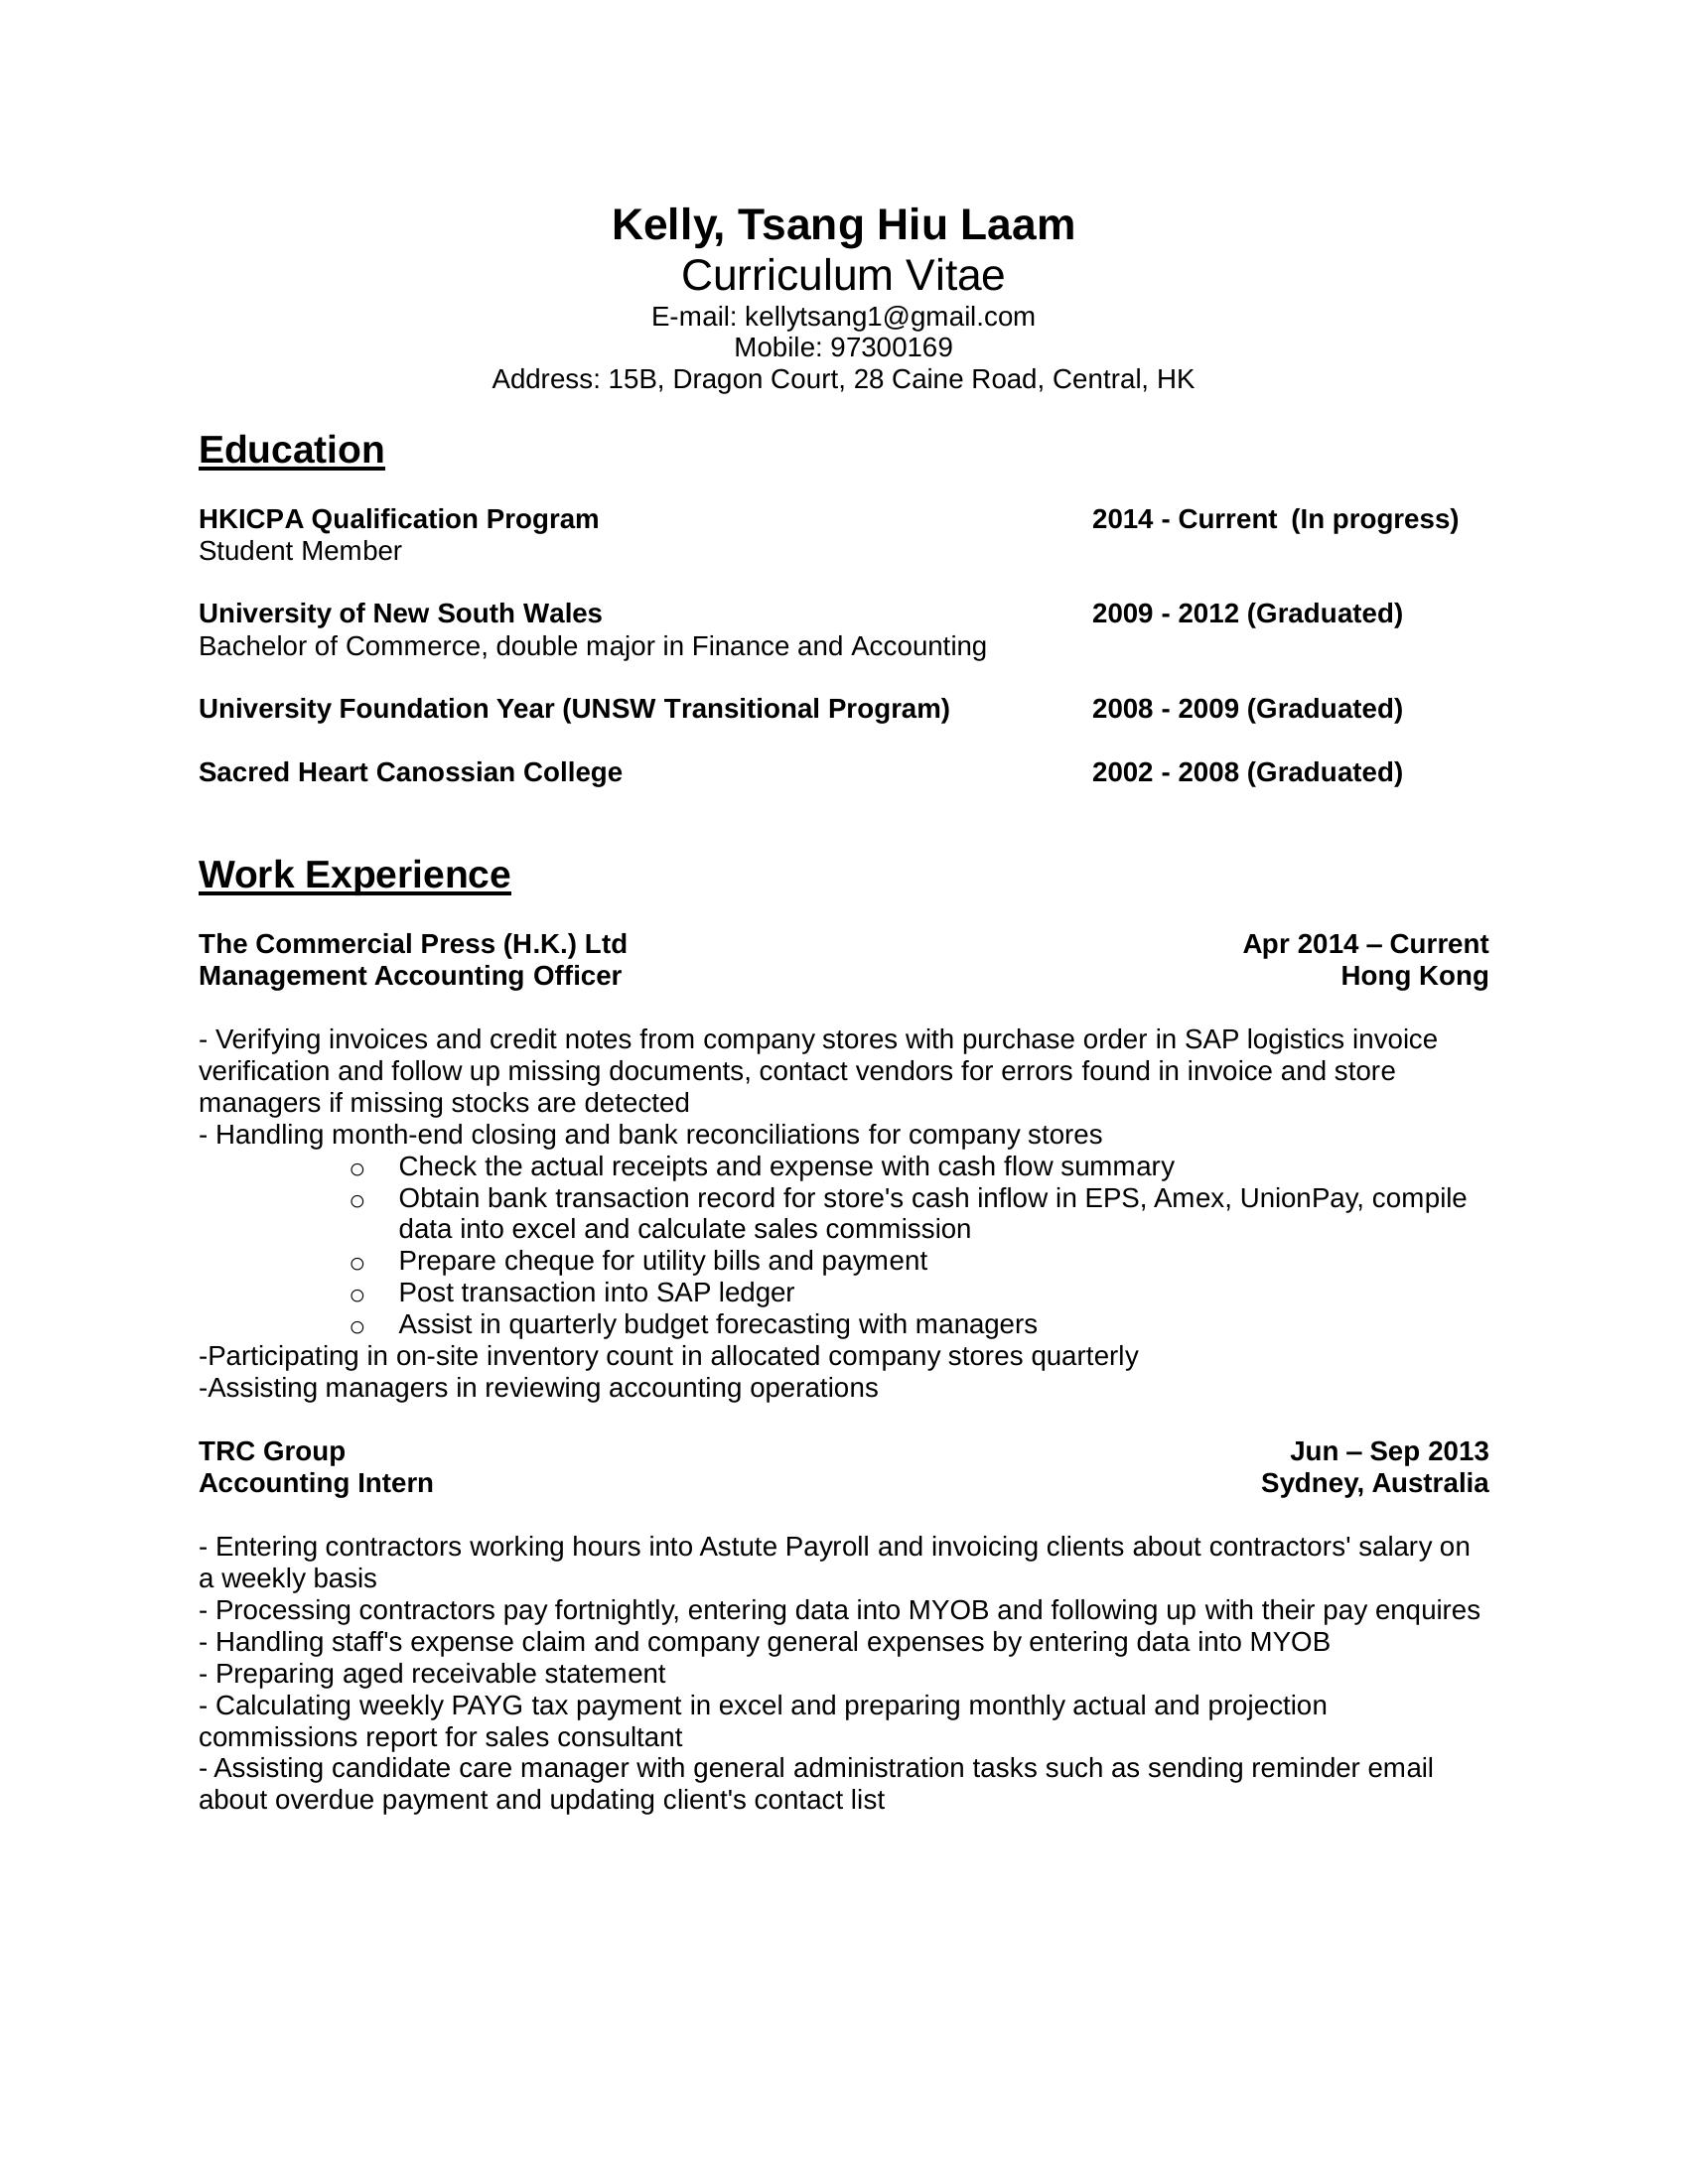 Kelly, Tsang Hiu Laam
Curriculum Vitae
E-mail: kellytsang1@gmail.com
Mobile: 97300169
Address: 15B, Dragon Court, 28 Caine Road, Central, HK
Education
HKICPA Qualification Program 2014 - Current (In progress)
Student Member
University of New South Wales 2009 - 2012 (Graduated)
Bachelor of Commerce, double major in Finance and Accounting
University Foundation Year (UNSW Transitional Program) 2008 - 2009 (Graduated)
Sacred Heart Canossian College 2002 - 2008 (Graduated)
Work Experience
The Commercial Press (H.K.) Ltd Apr 2014 – Current
Management Accounting Officer Hong Kong
- Verifying invoices and credit notes from company stores with purchase order in SAP logistics invoice
verification and follow up missing documents, contact vendors for errors found in invoice and store
managers if missing stocks are detected
- Handling month-end closing and bank reconciliations for company stores
o Check the actual receipts and expense with cash flow summary
o Obtain bank transaction record for store's cash inflow in EPS, Amex, UnionPay, compile
data into excel and calculate sales commission
o Prepare cheque for utility bills and payment
o Post transaction into SAP ledger
o Assist in quarterly budget forecasting with managers
-Participating in on-site inventory count in allocated company stores quarterly
-Assisting managers in reviewing accounting operations
TRC Group Jun – Sep 2013
Accounting Intern Sydney, Australia
- Entering contractors working hours into Astute Payroll and invoicing clients about contractors' salary on
a weekly basis
- Processing contractors pay fortnightly, entering data into MYOB and following up with their pay enquires
- Handling staff's expense claim and company general expenses by entering data into MYOB
- Preparing aged receivable statement
- Calculating weekly PAYG tax payment in excel and preparing monthly actual and projection
commissions report for sales consultant
- Assisting candidate care manager with general administration tasks such as sending reminder email
about overdue payment and updating client's contact list